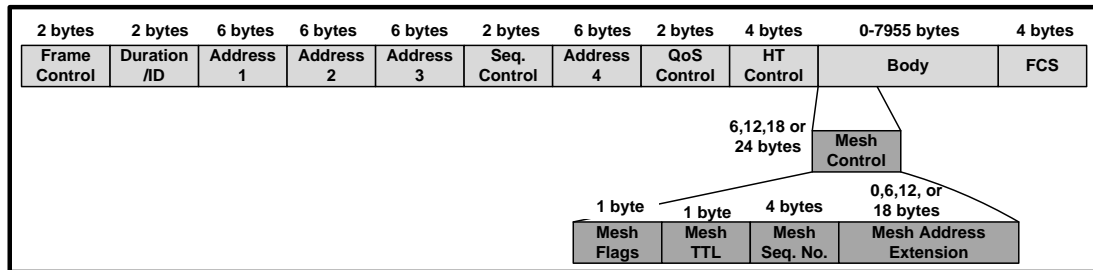 2 bytes 2 bytes 6 bytes 6 bytes 6 bytes 2 bytes 6 bytes 2 bytes 4 bytes 0-7955 bytes 4 bytes
Frame Control
Duration /ID
Address 1
Address 2
Address 3
Seq. Control
Address 4
QoS Control
HT Control
Body
FCS
6,12,18 or
24 bytes
Mesh
Control
0,6,12, or
18 bytes
1 byte 1 byte 4 bytes
Mesh Flags
Mesh TTL
Mesh Seq. No.
Mesh Address Extension